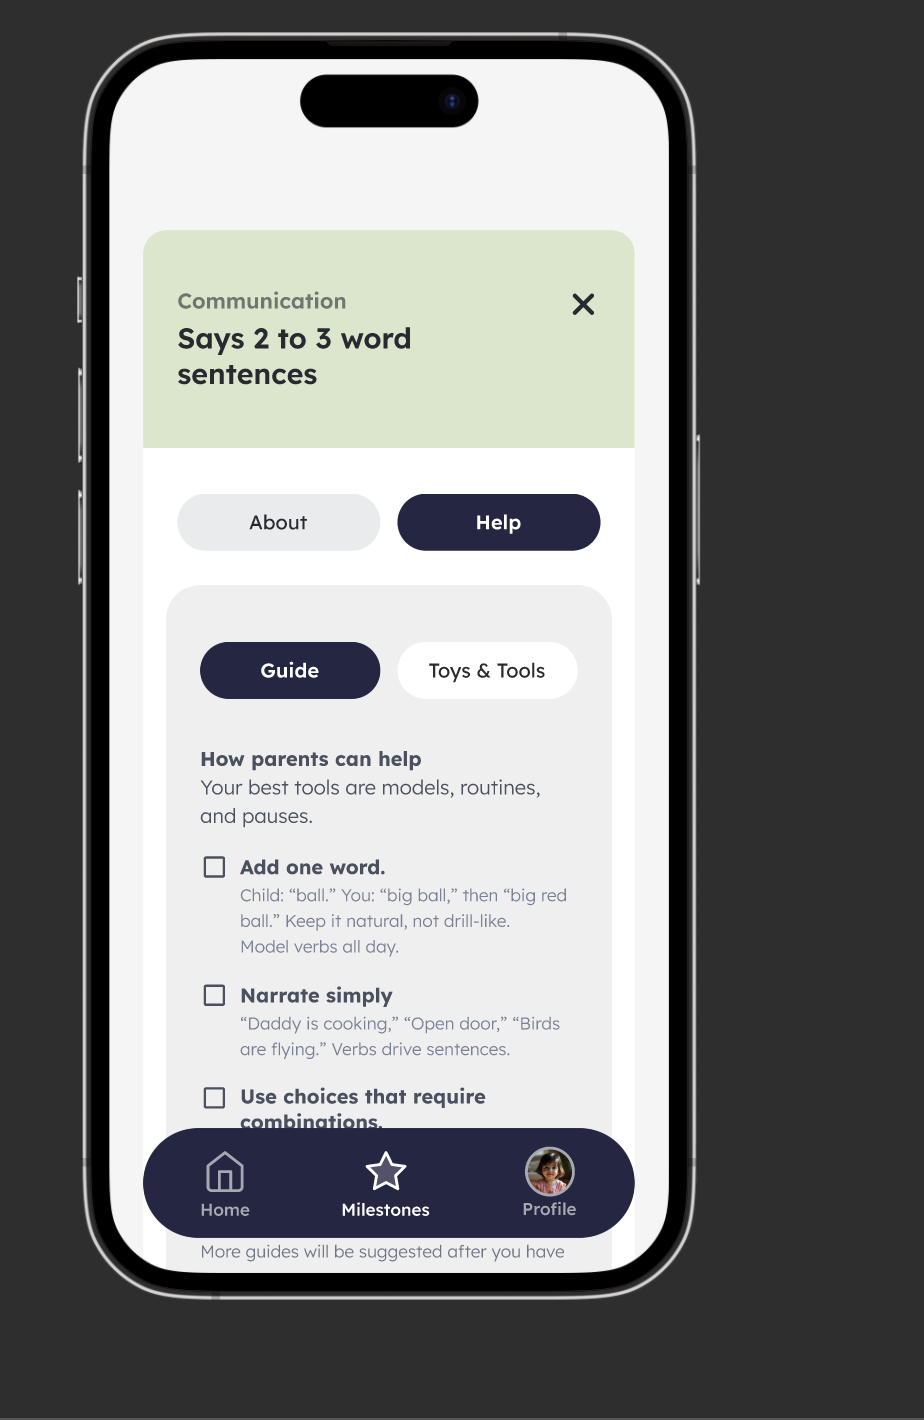 Communication
Says 2 to 3 word
sentences
About
Help
Guide
Toys & Tools
How parents can help
Your best tools are models, routines,
and pauses.
Add one word.
Child: “ball.” You: “big ball,” then “big red
ball.” Keep it natural, not drill-like.
Model verbs all day.
Narrate simply
“Daddy is cooking,” “Open door,” “Birds
are flying.” Verbs drive sentences.
Use choices that require
combinations.
Home
Milestones
Profile
More guides will be suggested after you have